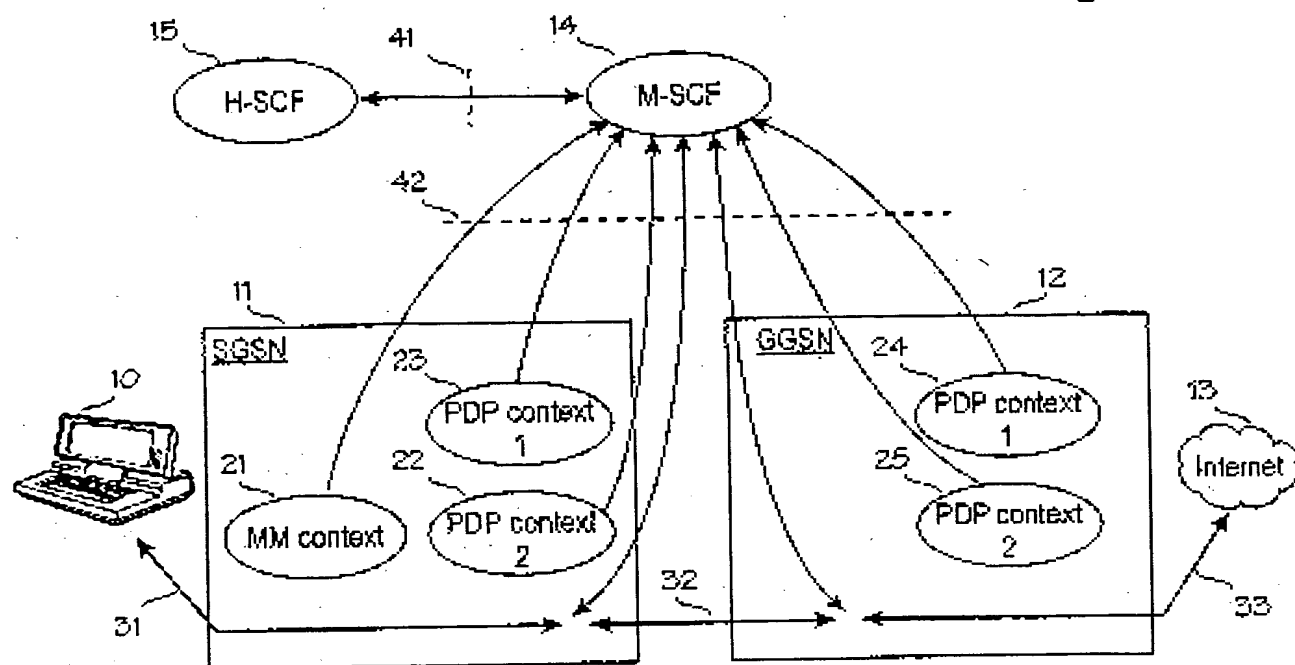 15
41
14
H-SCF
M-SCF
42
11
12
SGSN
GGSN
10
23
24
13
PDP context
1
PDP context
1
Internet
21
22
25
MM context
PDP context
2
PDP context
2
31
32
33